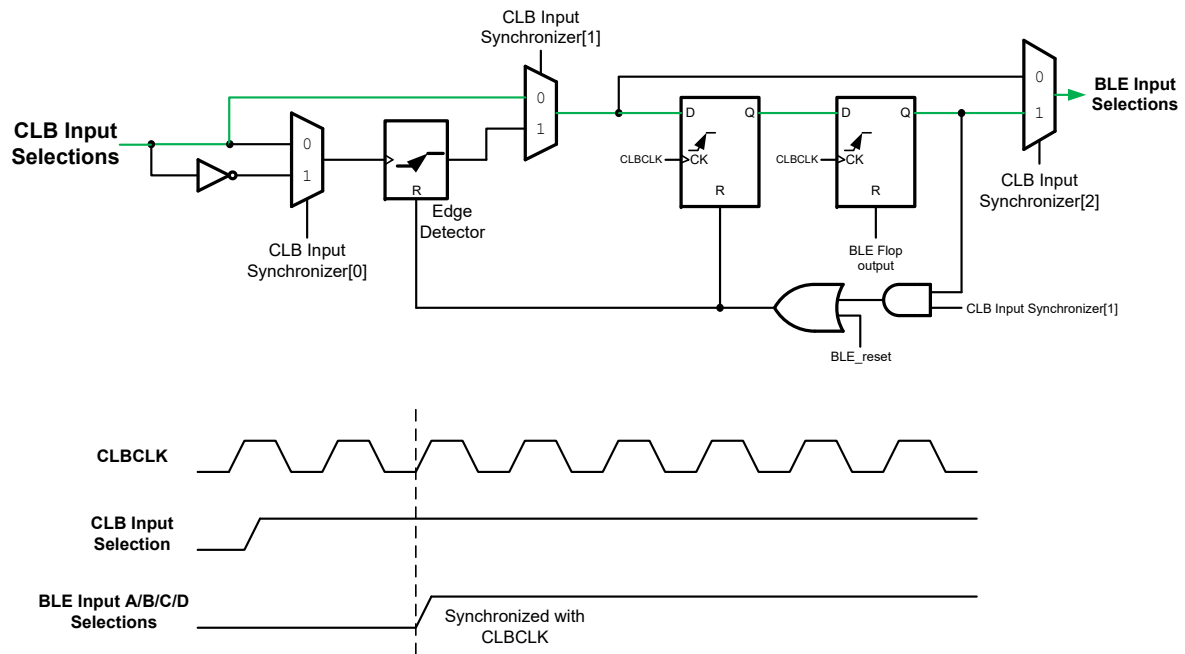 CLB Input
Synchronizer[1]
0
1
0
1
BLE Input
Selections
CLB Input
Selections
0
1
D
Q
D
Q
CLBCLK
CK
CLBCLK
CK
R
R
R
Edge
Detector
CLB Input
Synchronizer[0]
CLB Input
Synchronizer[2]
BLE Flop
output
CLB Input Synchronizer[1]
BLE_reset
CLBCLK
CLB Input
Selection
BLE Input A/B/C/D
Selections
Synchronized with
CLBCLK